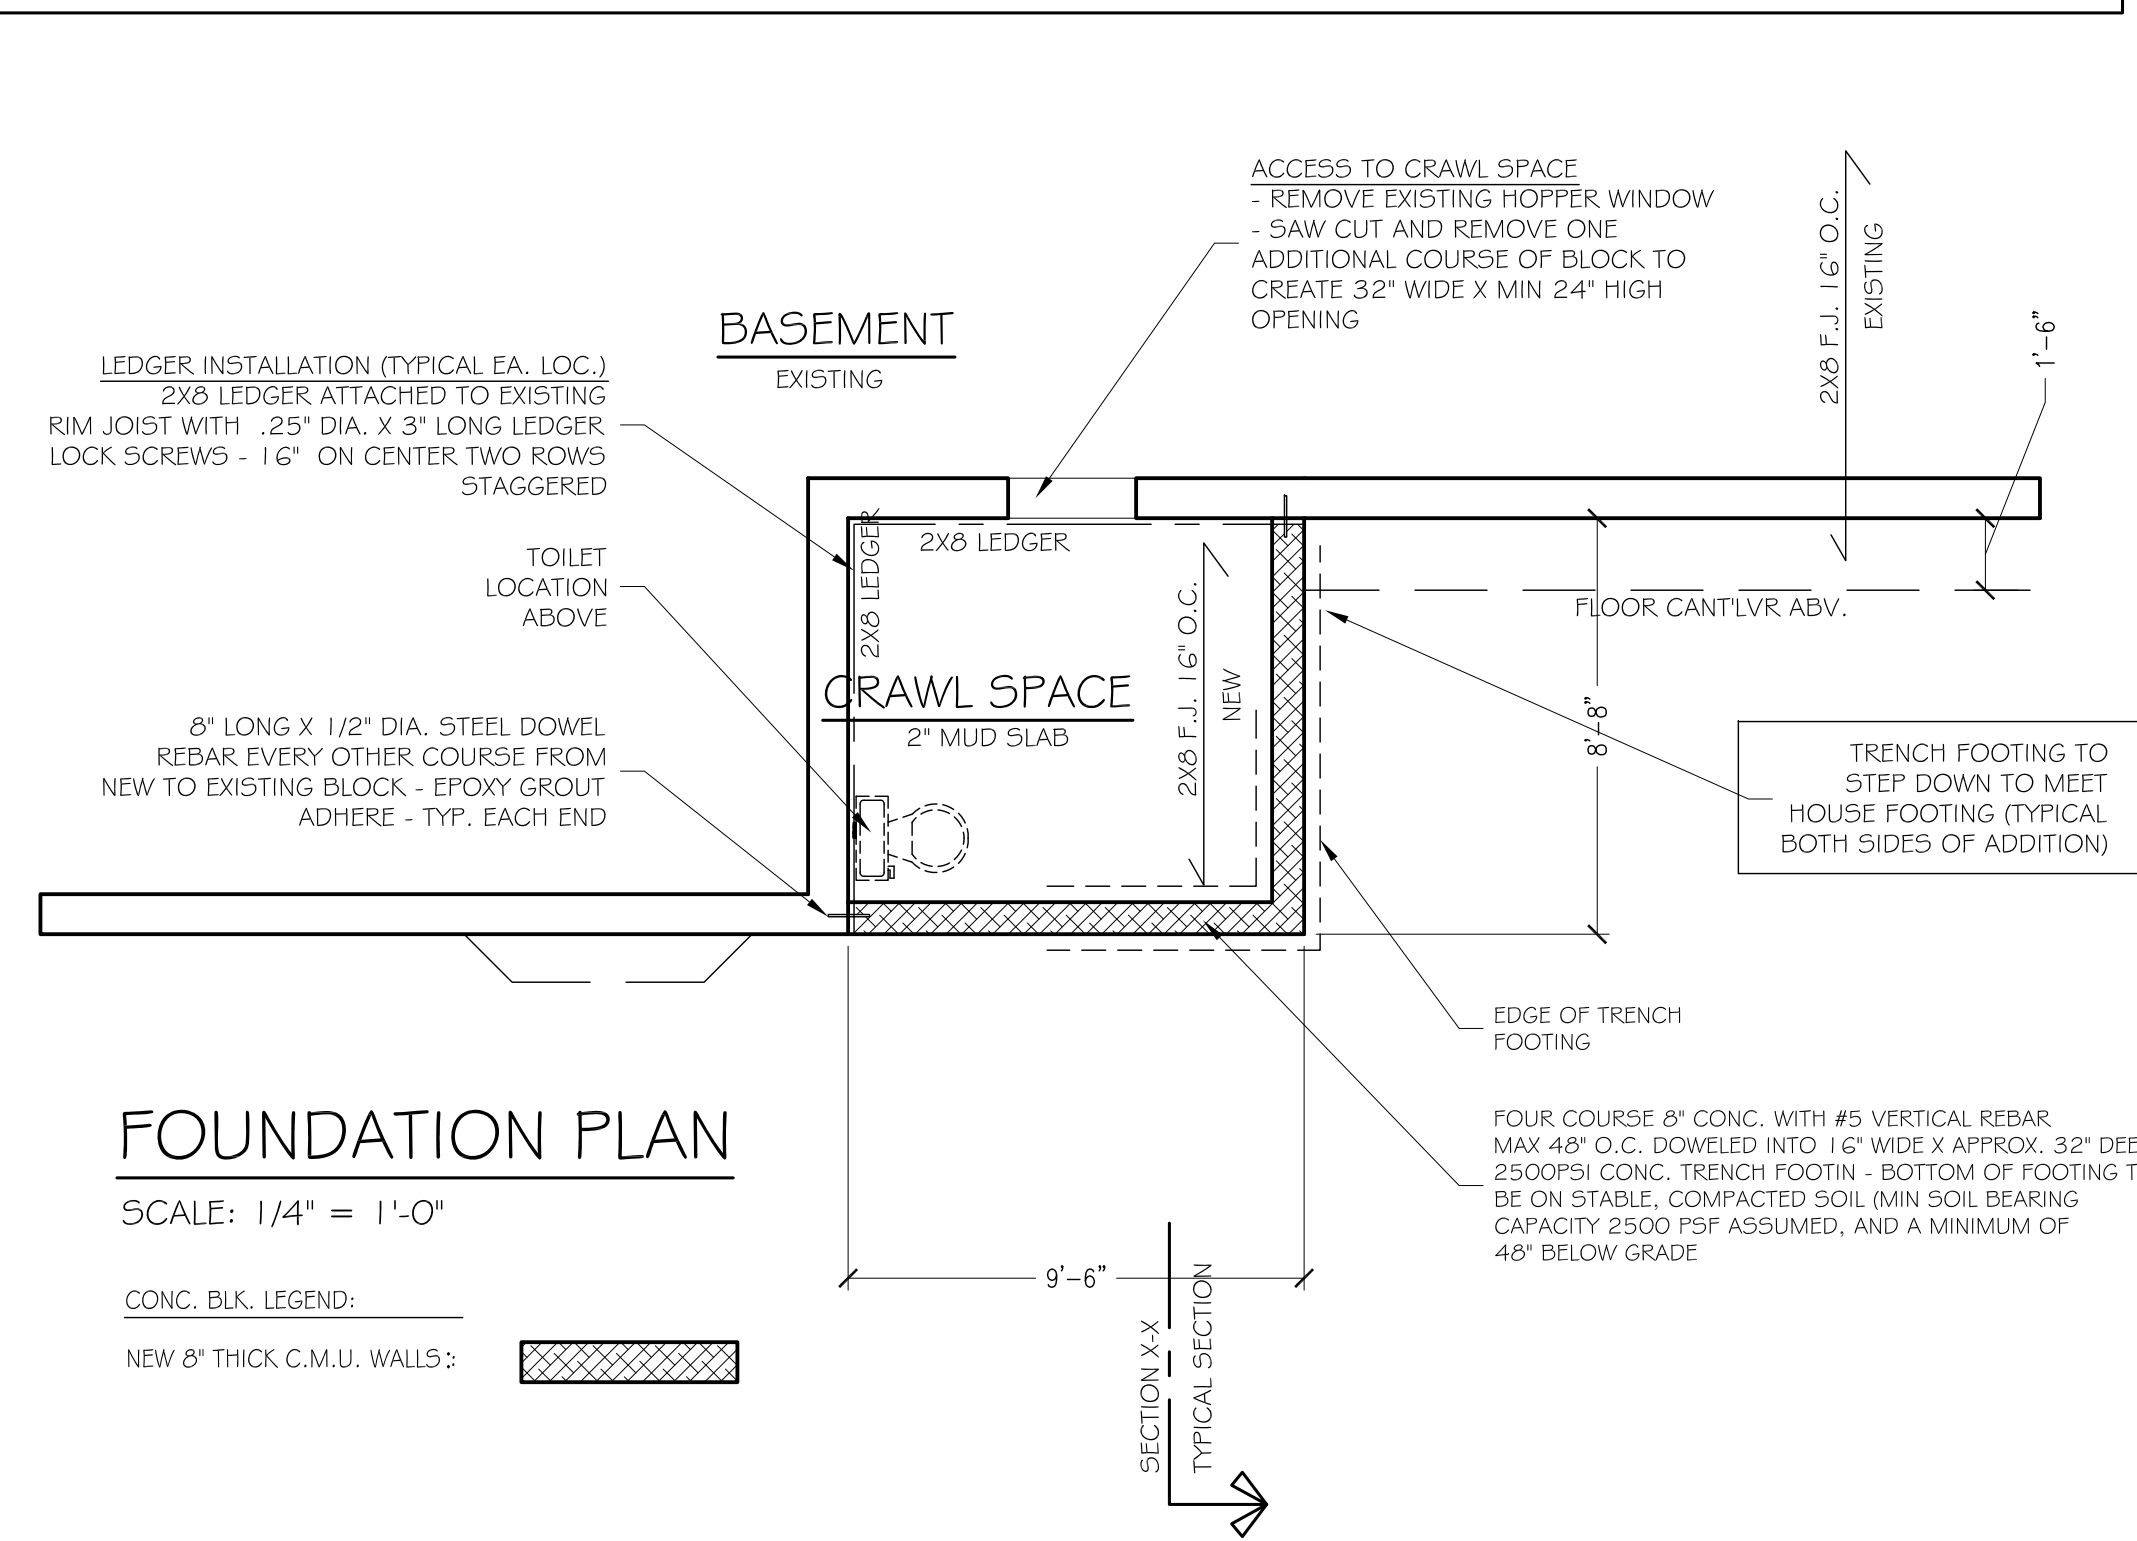 ACCESS TO CRAWL SPACE
- REMOVE EXISTING HOPPER WINDOW
- SAW CUT AND REMOVE ONE
ADDITIONAL COURSE OF BLOCK TO
CREATE 32" WIDE X MIN 24" HIGH
OPENING
2X8 F.J. 16" O.C.
EXISTING
1'-6"
BASEMENT
EXISTING
LEDGER INSTALLATION (TYPICAL EA. LOC.)
2X8 LEDGER ATTACHED TO EXISTING
RIM JOIST WITH .25" DIA. X 3" LONG LEDGER
LOCK SCREWS - 16" ON CENTER TWO ROWS
STAGGERED
TOILET
LOCATION
ABOVE
8" LONG X 1/2" DIA. STEEL DOWEL
REBAR EVERY OTHER COURSE FROM
NEW TO EXISTING BLOCK - EPOXY GROUT
ADHERE - TYP. EACH END
2X8 LEDGER
2X8 LEDGER
CRAWL SPACE
2" MUD SLAB
2X8 F.J. 16" O.C.
NEW
FLOOR CANT'LVR ABV.
8'-8"
TRENCH FOOTING TO
STEP DOWN TO MEET
HOUSE FOOTING (TYPICAL
BOTH SIDES OF ADDITION)
EDGE OF TRENCH
FOOTING
FOUR COURSE 8" CONC. WITH #5 VERTICAL REBAR
MAX 48" O.C. DOWELED INTO 16" WIDE X APPROX. 32" DEE
2500PSI CONC. TRENCH FOOTIN - BOTTOM OF FOOTING T
BE ON STABLE, COMPACTED SOIL (MIN SOIL BEARING
CAPACITY 2500 PSF ASSUMED, AND A MINIMUM OF
48" BELOW GRADE
FOUNDATION PLAN
SCALE: 1/4" = 1'-0"
CONC. BLK. LEGEND:
NEW 8" THICK C.M.U. WALLS :
9'-6"
SECTION X-X
TYPICAL SECTION